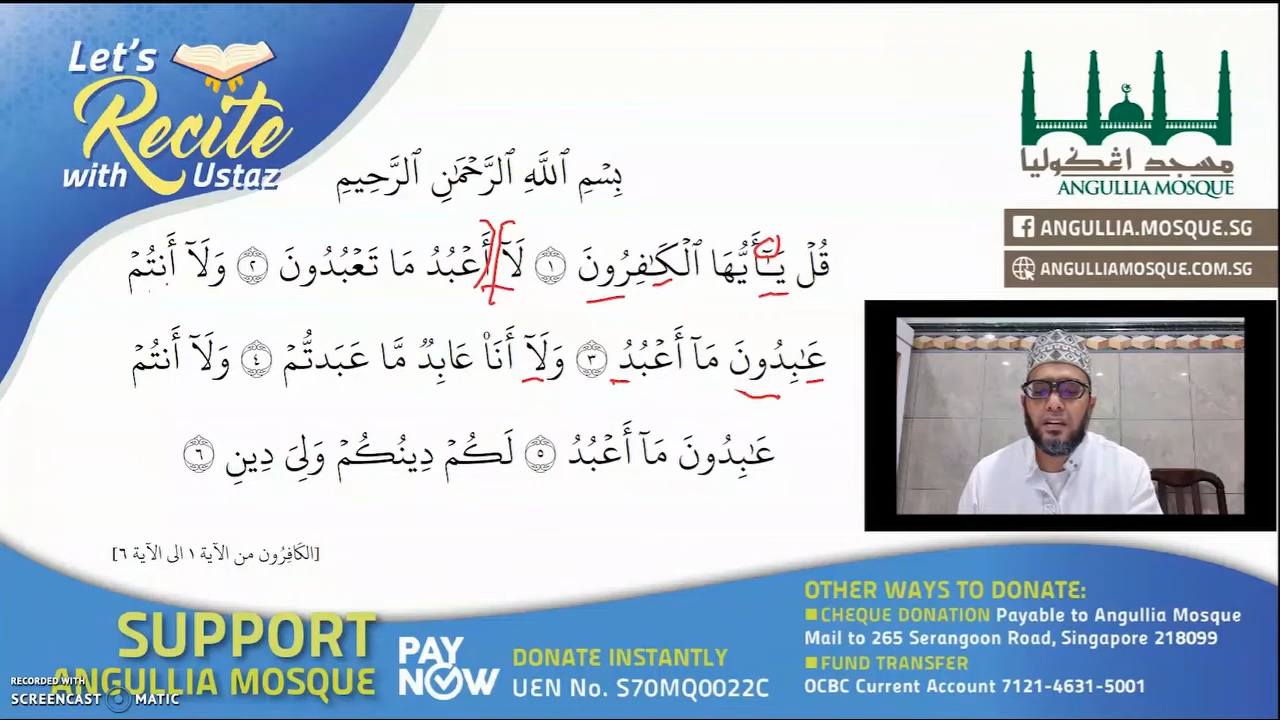 Let's
Recite
with Ustaz
مسجد اڠكوليا
ANGULLIA MOSQUE
ANGULLIA.MOSQUE.SG
ANGULLIAMOSQUE.COM.SG
بِسْمِ ٱللَّهِ ٱلرَّحْمَٰنِ ٱلرَّحِيمِ
قُلْ يَـٰٓأَيُّهَا ٱلْكَـٰفِرُونَ ١ لَآ أَعْبُدُ مَا تَعْبُدُونَ ٢ وَلَآ أَنتُمْ
عَـٰبِدُونَ مَآ أَعْبُدُ ٣ وَلَآ أَنَا۠ عَابِدٌ مَّا عَبَدتُّمْ ٤ وَلَآ أَنتُمْ
عَـٰبِدُونَ مَآ أَعْبُدُ ٥ لَكُمْ دِينُكُمْ وَلِىَ دِينِ ٦
[الكَافِرُون من الآية ١ الى الآية ٦]
SUPPORT
ANGULLIA MOSQUE
PAY
NOW
DONATE INSTANTLY
UEN No. S70MQ0022C
OTHER WAYS TO DONATE:
CHEQUE DONATION Payable to Angullia Mosque
Mail to 265 Serangoon Road, Singapore 218099
FUND TRANSFER
OCBC Current Account 7121-4631-5001
RECORDED WITH
SCREENCAST MATIC